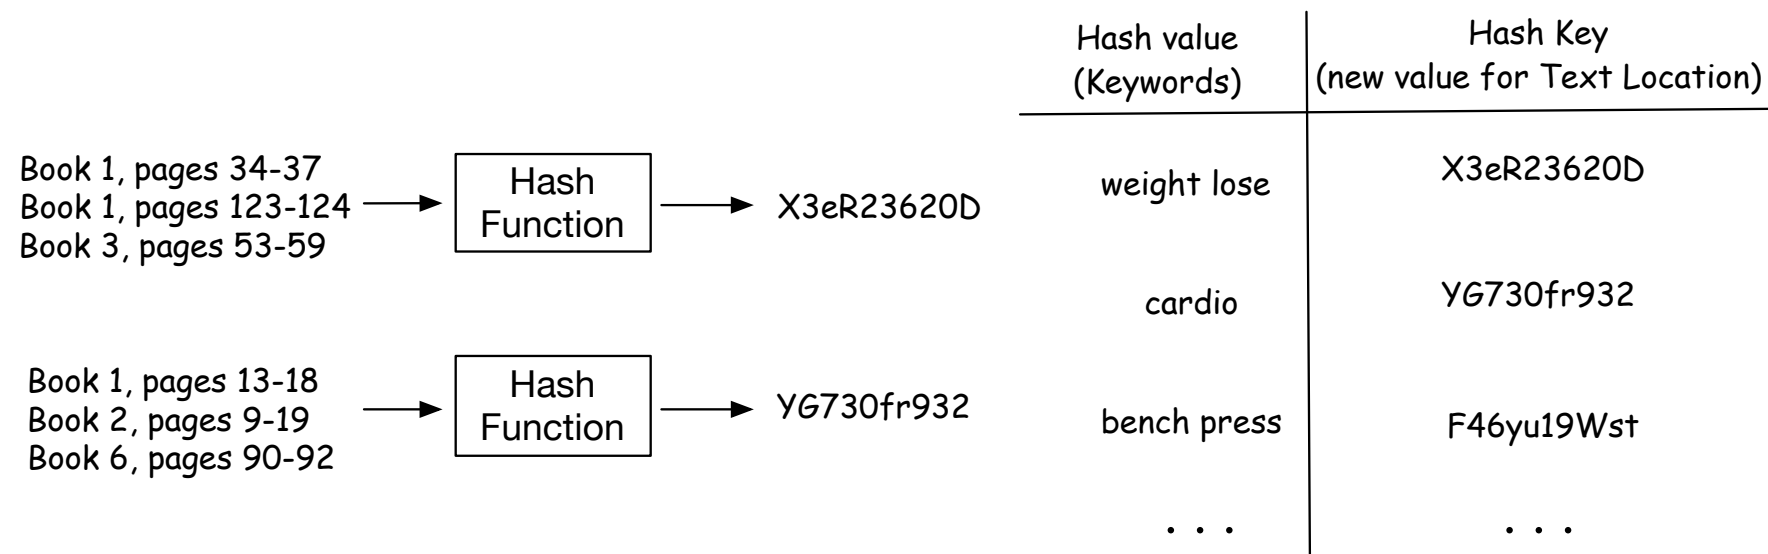 Book 1, pages 34-37
Book 1, pages 123-124
Book 3, pages 53-59
Hash
Function
X3eR23620D
Book 1, pages 13-18
Book 2, pages 9-19
Book 6, pages 90-92
Hash
Function
YG730fr932
Hash value
(Keywords)
Hash Key
(new value for Text Location)
weight lose
X3eR23620D
cardio
YG730fr932
bench press
F46yu19Wst
. . .
. . .